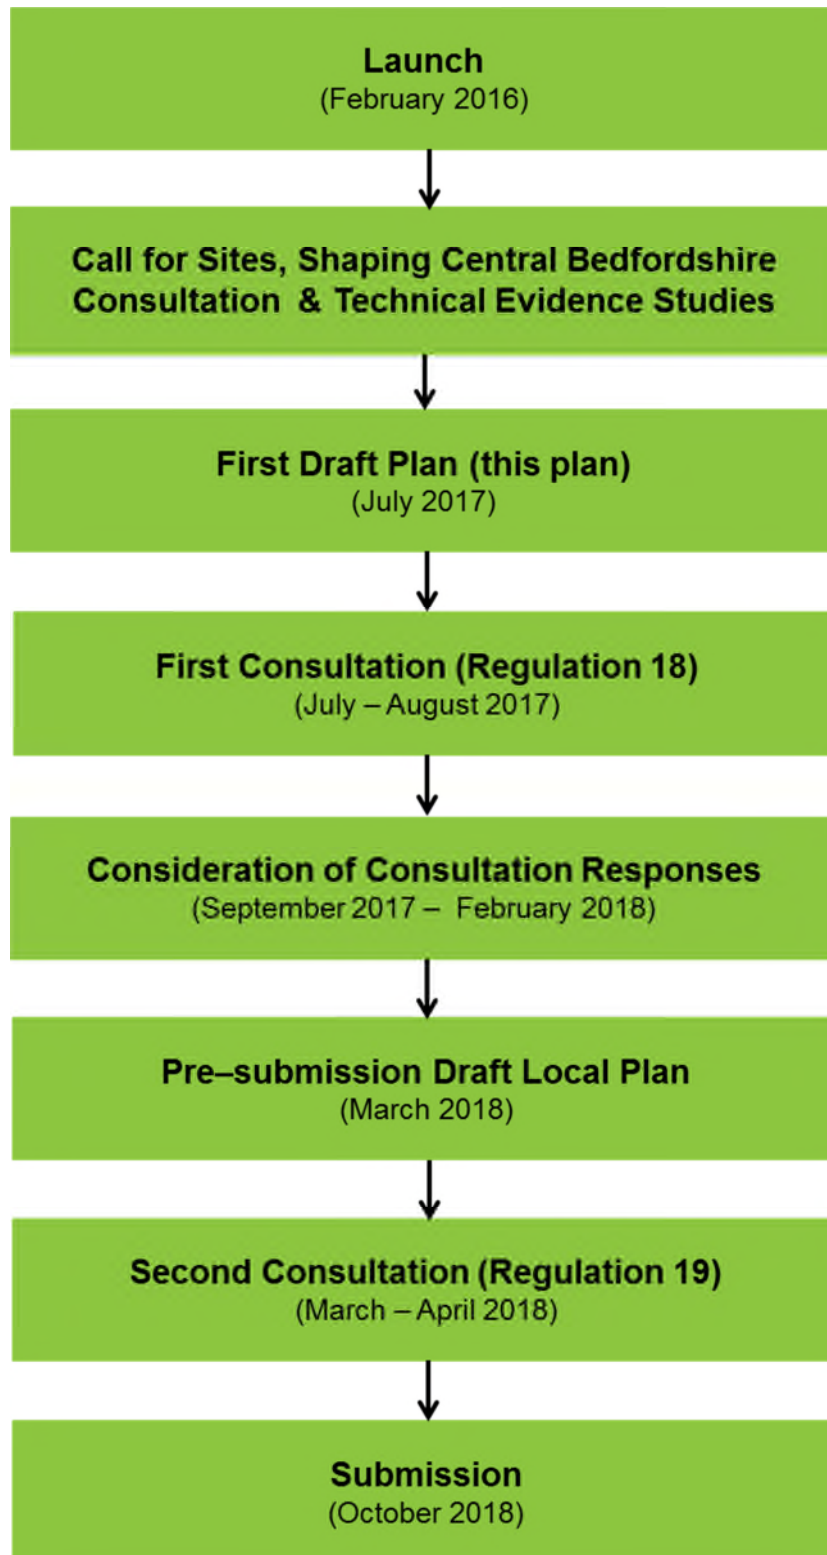 Launch
(February 2016)
Call for Sites, Shaping Central Bedfordshire
Consultation & Technical Evidence Studies
First Draft Plan (this plan)
(July 2017)
First Consultation (Regulation 18)
(July – August 2017)
Consideration of Consultation Responses
(September 2017 – February 2018)
Pre–submission Draft Local Plan
(March 2018)
Second Consultation (Regulation 19)
(March – April 2018)
Submission
(October 2018)